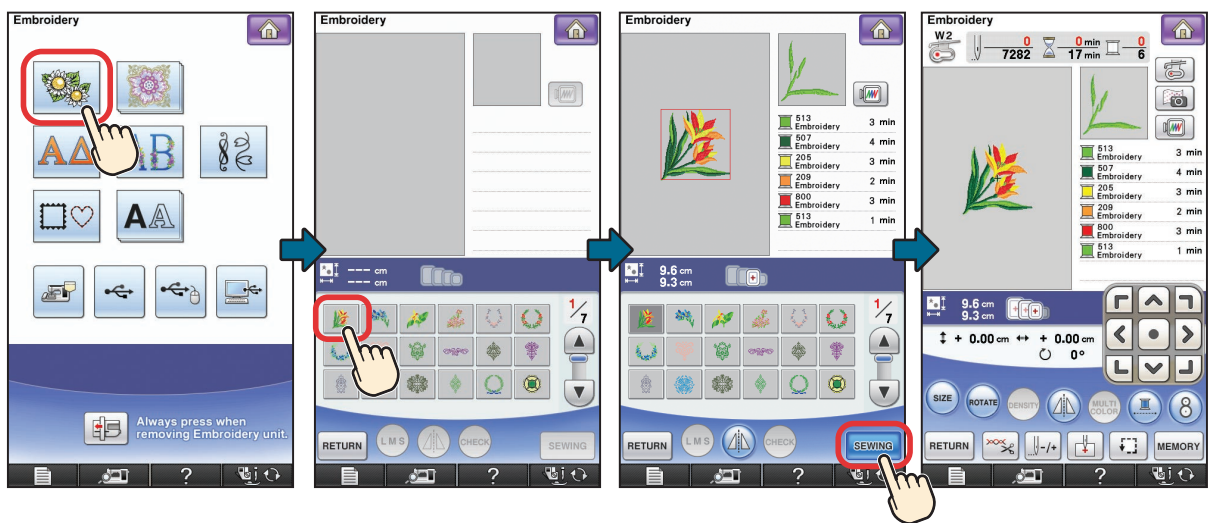 Embroidery
AA
AB
AA
Always press when
removing Embroidery unit.
?
Embroidery
--- cm
--- cm
1/7
RETURN
L M S
CHECK
SEWING
?
Embroidery
513
Embroidery
3 min
507
Embroidery
4 min
205
Embroidery
3 min
209
Embroidery
2 min
800
Embroidery
3 min
513
Embroidery
1 min
9.6 cm
9.3 cm
1/7
RETURN
L M S
CHECK
SEWING
?
Embroidery
W2
0
7282
0 min
17 min
0
6
513
Embroidery
3 min
507
Embroidery
4 min
205
Embroidery
3 min
209
Embroidery
2 min
800
Embroidery
3 min
513
Embroidery
1 min
9.6 cm
9.3 cm
+ 0.00 cm
+ 0.00 cm
0°
SIZE
ROTATE
DENSITY
MULTI
COLOR
8
RETURN
-/+
MEMORY
?